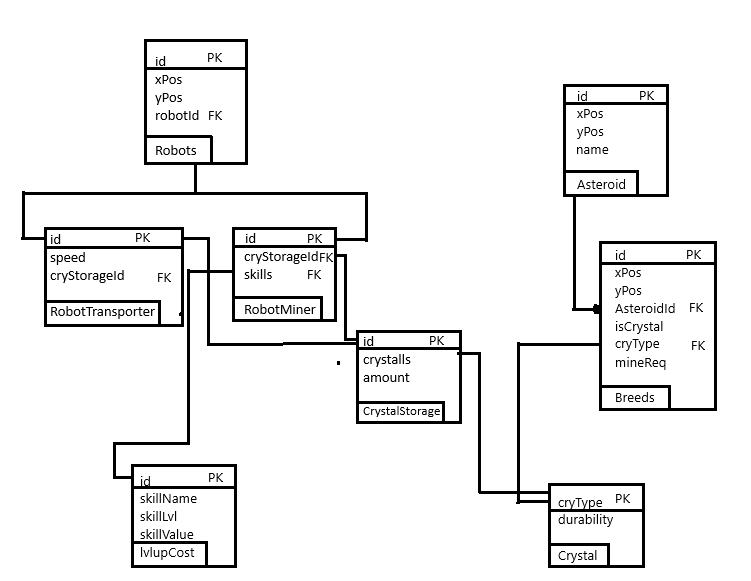 id PK
xPos
yPos
robotId FK
Robots
id PK
xPos
yPos
name
Asteroid
id PK
speed
cryStorageId FK
RobotTransporter
id PK
cryStorageIdFK
skills FK
RobotMiner
id PK
xPos
yPos
AsteroidId FK
isCrystal
cryType FK
mineReq
Breeds
id PK
crystalls
amount
CrystalStorage
id PK
skillName
skillLvl
skillValue
lvlupCost
cryType PK
durability
Crystal